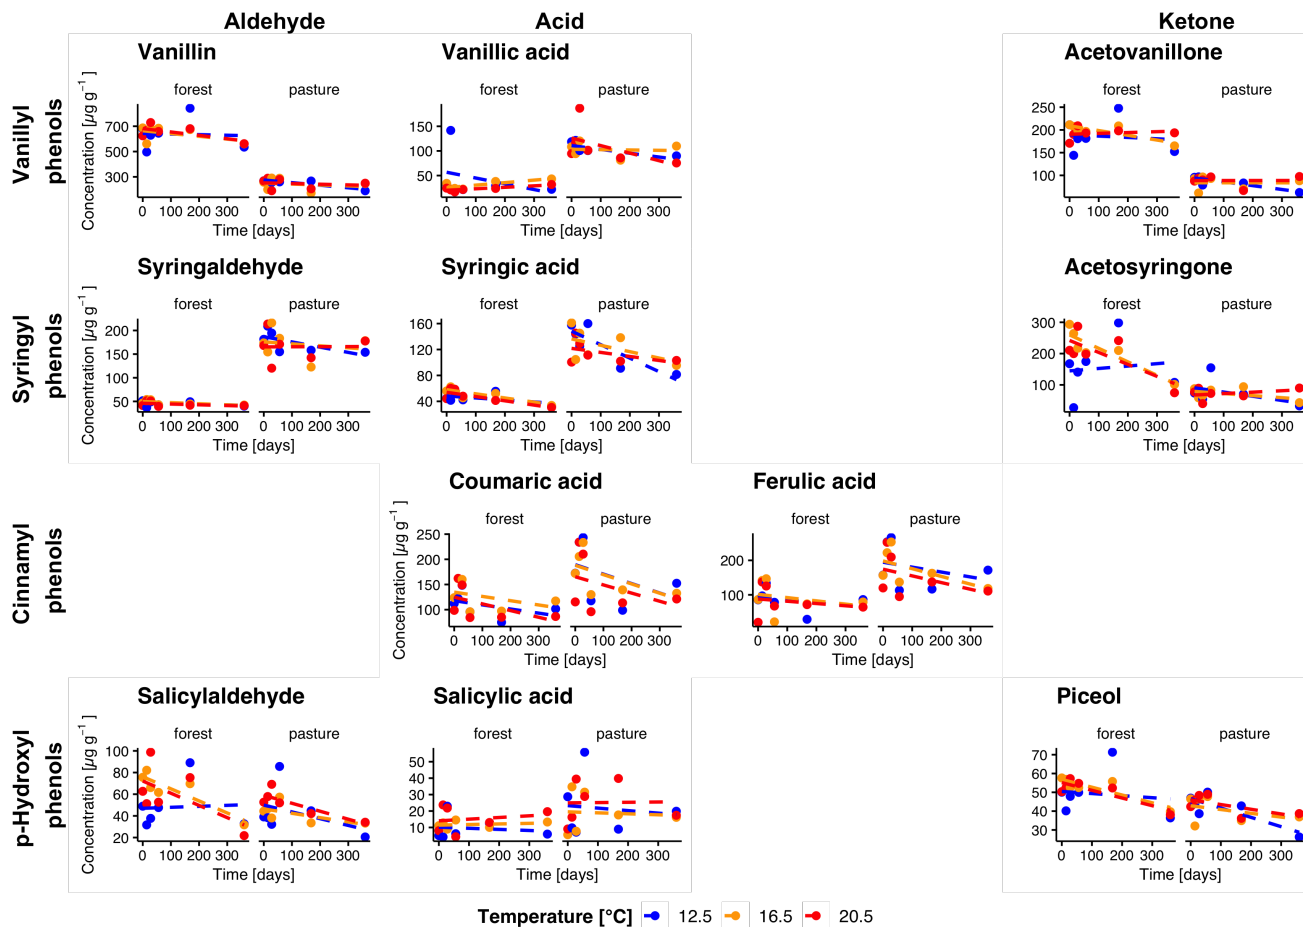 Aldehyde Acid Ketone
Vanillin Vanillic acid Acetovanillone
forest pasture forest pasture forest pasture
Vanillyl phenols
Concentration [µg g⁻¹ ]
700
500
300
150
100
50
250
200
150
100
0 100 200 300 0 100 200 300 0 100 200 300 0 100 200 300 0 100 200 300 0 100 200 300
Time [days] Time [days] Time [days]
Syringaldehyde Syringic acid Acetosyringone
forest pasture forest pasture forest pasture
Syringyl phenols
Concentration [µg g⁻¹ ]
200
150
100
50
160
120
80
40
300
200
100
0 100 200 300 0 100 200 300 0 100 200 300 0 100 200 300 0 100 200 300 0 100 200 300
Time [days] Time [days] Time [days]
Coumaric acid Ferulic acid
forest pasture forest pasture
Cinnamyl phenols
Concentration [µg g⁻¹ ]
250
200
150
100
200
100
0 100 200 300 0 100 200 300 0 100 200 300 0 100 200 300
Time [days] Time [days]
Salicylaldehyde Salicylic acid Piceol
forest pasture forest pasture forest pasture
p-Hydroxyl phenols
Concentration [µg g⁻¹ ]
100
80
60
40
20
50
40
30
20
10
70
60
50
40
30
0 100 200 300 0 100 200 300 0 100 200 300 0 100 200 300 0 100 200 300 0 100 200 300
Time [days] Time [days] Time [days]
Temperature [°C] 12.5 16.5 20.5